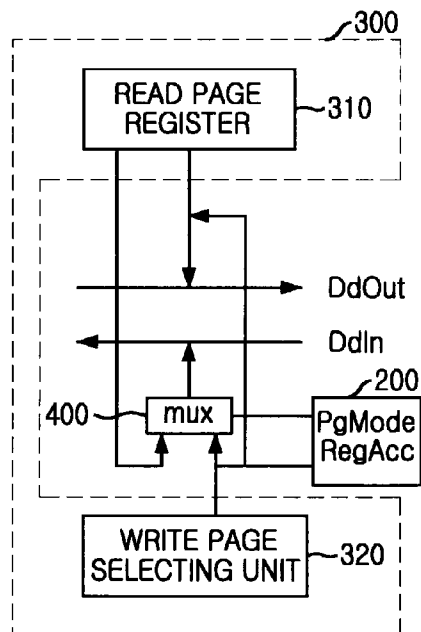 300
READ PAGE
REGISTER
310
DdOut
DdIn
200
400
mux
PgMode
RegAcc
WRITE PAGE
SELECTING UNIT
320